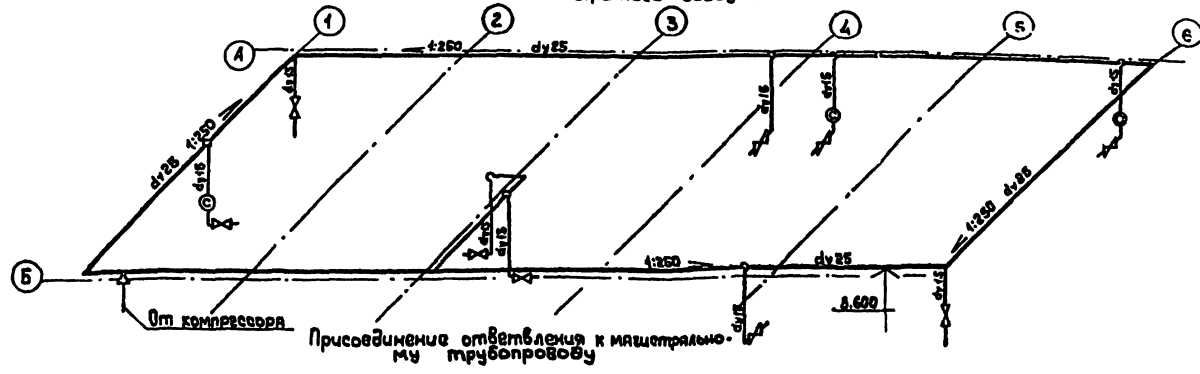 1 2 3 4 5 6
А 1:250 dy25
dy15 dy15 dy15 dy15
dy25 1:250
dy15
С С С
dy15 dy15
1:250 dy25
Б 1:250 dy25
dy15 dy15
8.600
От компрессора
Присоединение ответвления к магистрально-
му трубопроводу